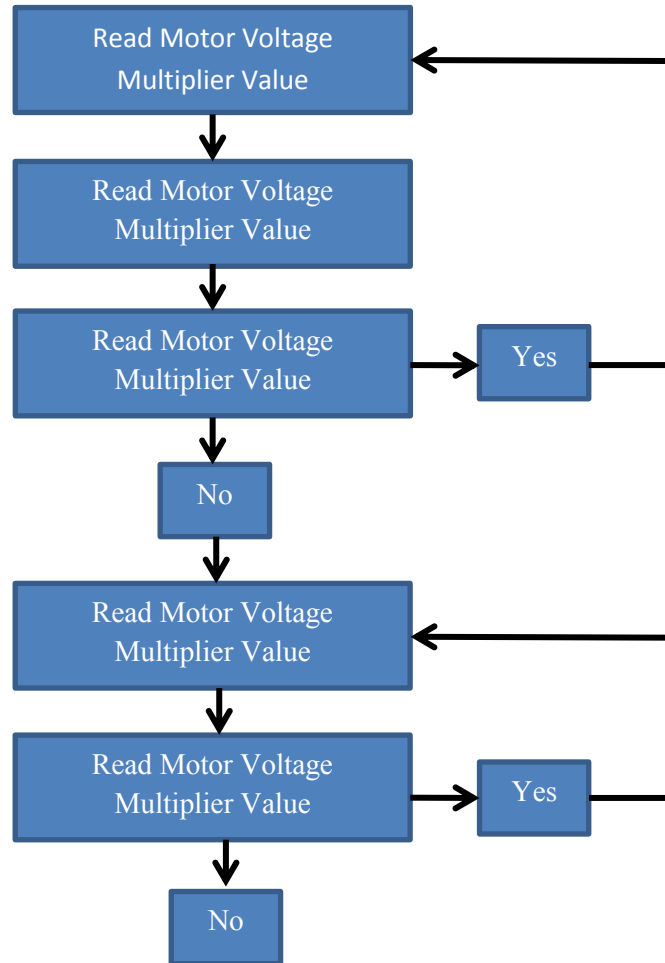 Read Motor Voltage
Multiplier Value
Read Motor Voltage
Multiplier Value
Read Motor Voltage
Multiplier Value
Yes
No
Read Motor Voltage
Multiplier Value
Read Motor Voltage
Multiplier Value
Yes
No